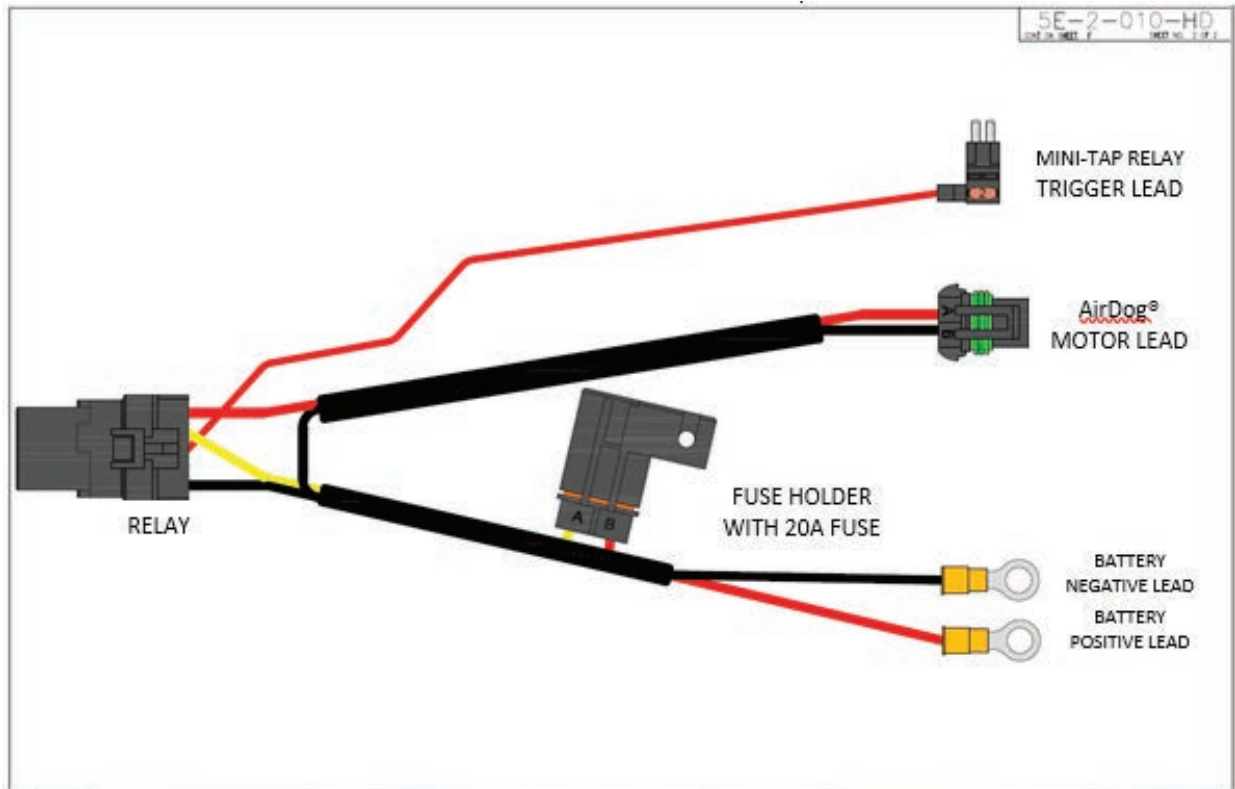 5E-2-010-HD
MINI-TAP RELAY
TRIGGER LEAD
AirDog®
MOTOR LEAD
A
B
A B
FUSE HOLDER
WITH 20A FUSE
RELAY
BATTERY
NEGATIVE LEAD
BATTERY
POSITIVE LEAD